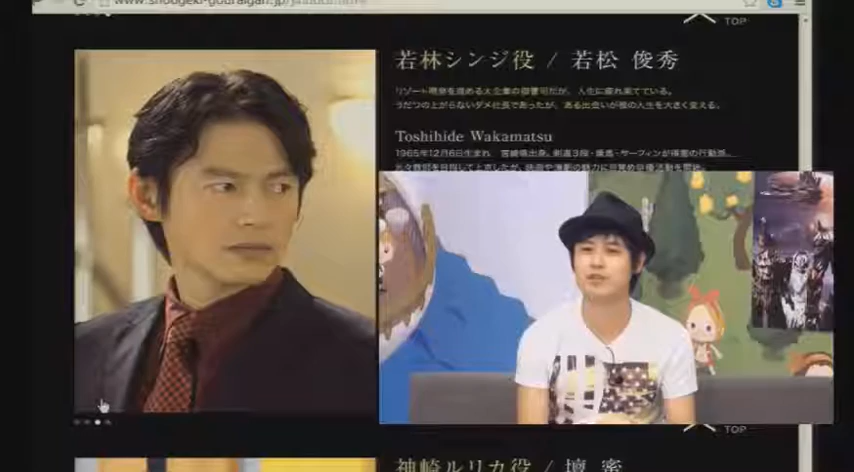 www.shougeki-gouraigan.jp/
TOP
若林シンジ役 / 若松 俊秀
リゾート開発を進める大企業の御曹司だが、人生に疲れ果てている。
うだつの上がらないダメ社長であったが、ある出会いが彼の人生を大きく変える。
Toshihide Wakamatsu
1965年12月6日生まれ 宮崎県出身。剣道3段・乗馬・サーフィンが得意の行動派。
TOP
神崎ルリカ役 / 壇 蜜